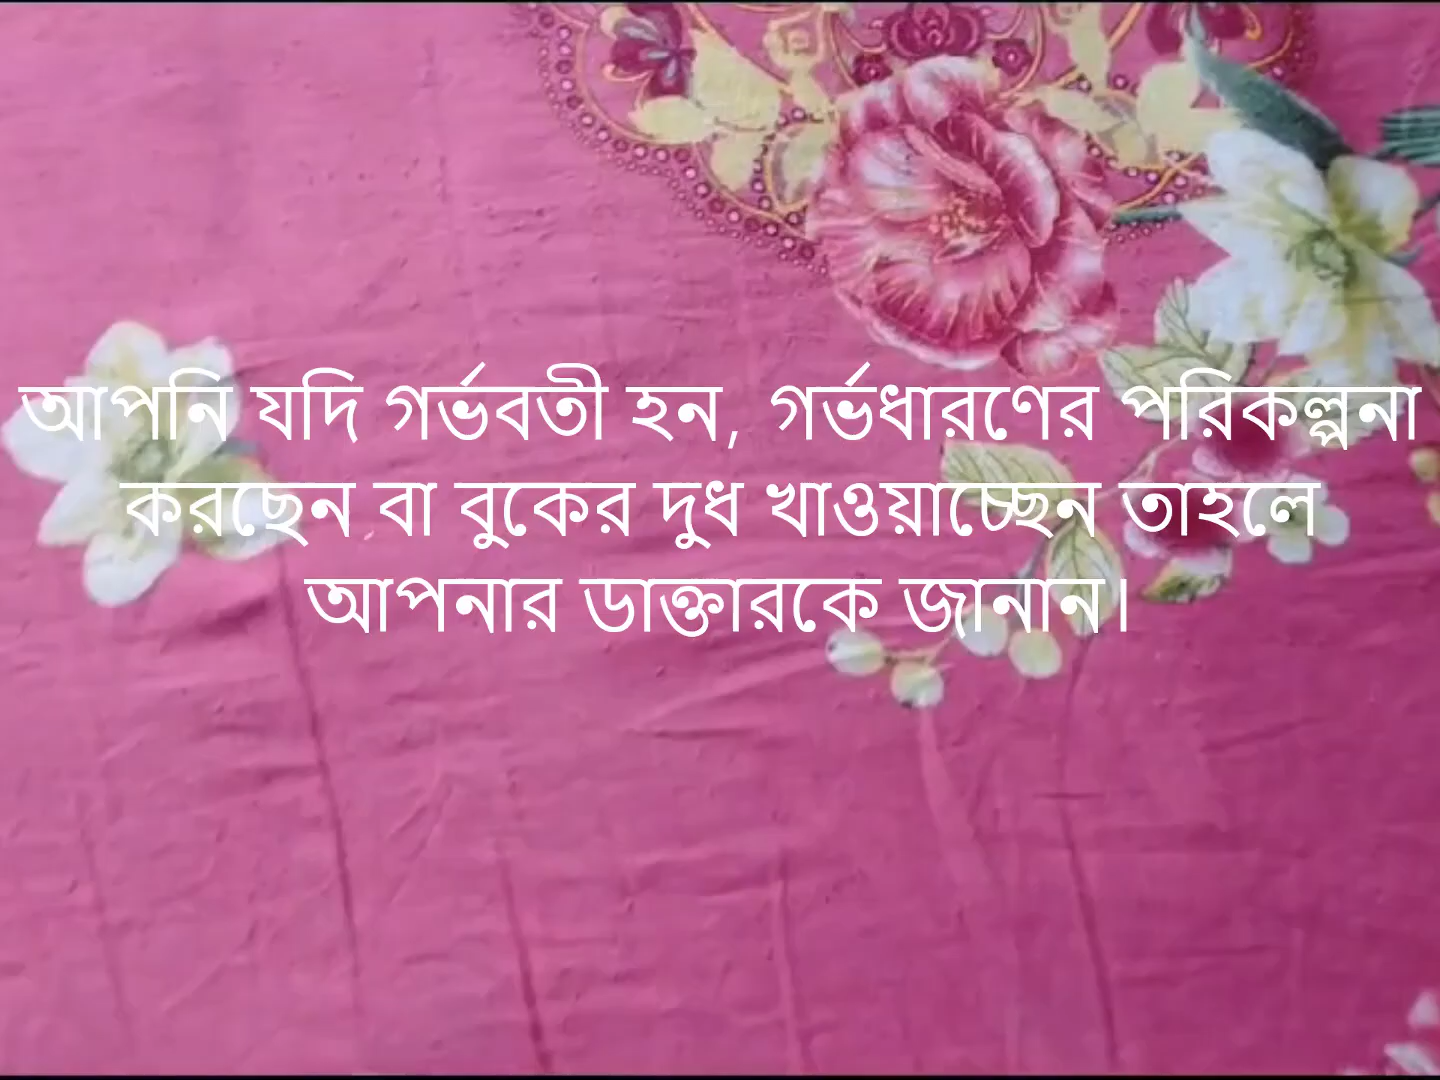 আপনি যদি গর্ভবতী হন, গর্ভধারণের পরিকল্পনা
করছেন বা বুকের দুধ খাওয়াচ্ছেন তাহলে
আপনার ডাক্তারকে জানান।